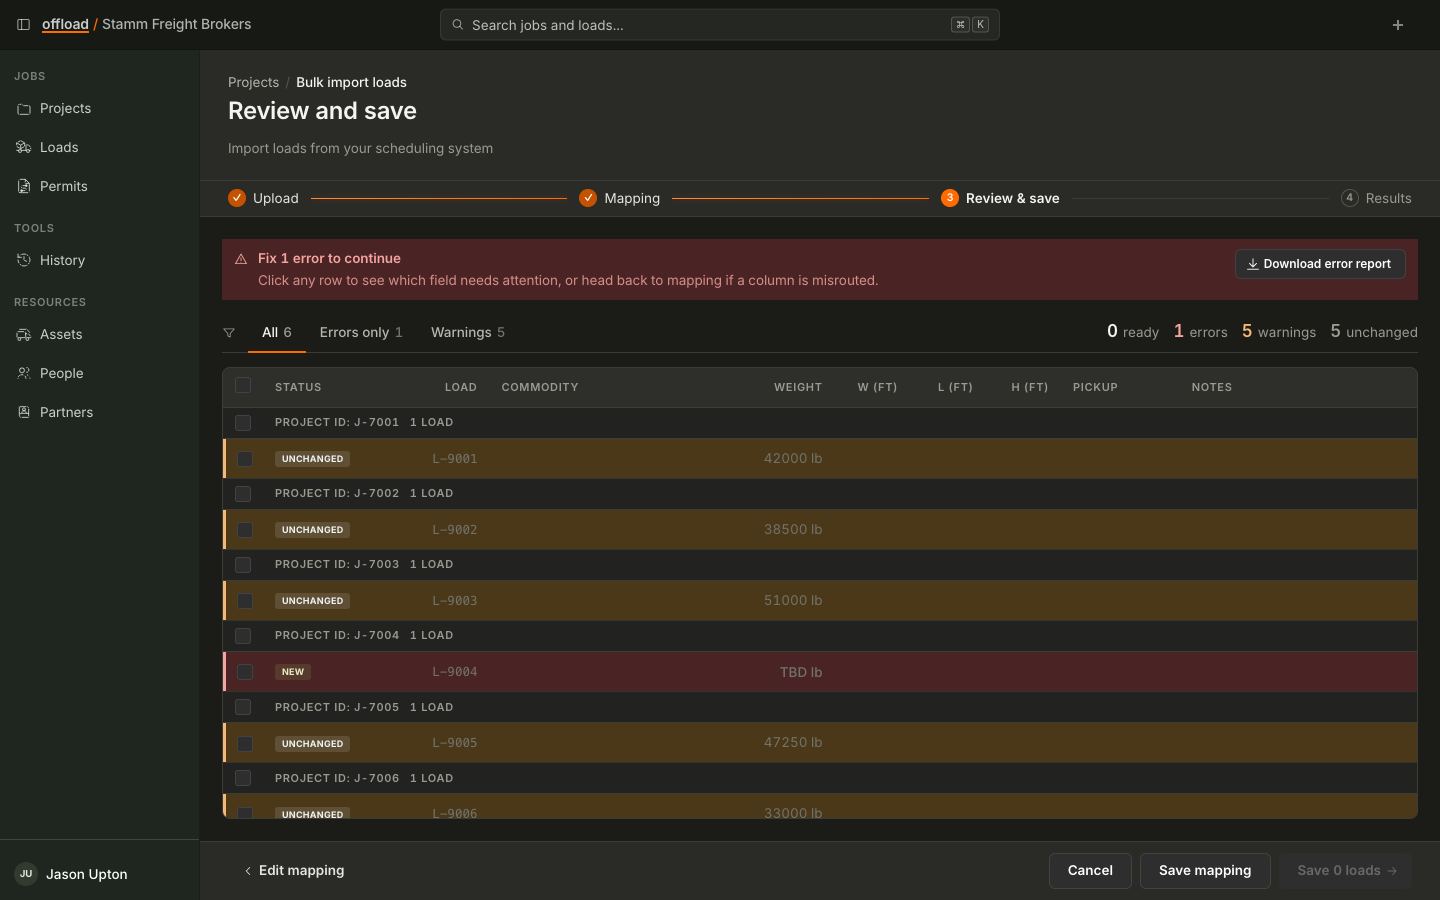 offload / Stamm Freight Brokers
Search jobs and loads...
⌘ K
JOBS
Projects
Loads
Permits
TOOLS
History
RESOURCES
Assets
People
Partners
JU Jason Upton
Projects / Bulk import loads
Review and save
Import loads from your scheduling system
Upload
Mapping
3 Review & save
4 Results
Fix 1 error to continue
Click any row to see which field needs attention, or head back to mapping if a column is misrouted.
Download error report
All 6 Errors only 1 Warnings 5
0 ready 1 errors 5 warnings 5 unchanged
STATUS LOAD COMMODITY WEIGHT W (FT) L (FT) H (FT) PICKUP NOTES
PROJECT ID: J-7001 1 LOAD
UNCHANGED L-9001 42000 lb
PROJECT ID: J-7002 1 LOAD
UNCHANGED L-9002 38500 lb
PROJECT ID: J-7003 1 LOAD
UNCHANGED L-9003 51000 lb
PROJECT ID: J-7004 1 LOAD
NEW L-9004 TBD lb
PROJECT ID: J-7005 1 LOAD
UNCHANGED L-9005 47250 lb
PROJECT ID: J-7006 1 LOAD
UNCHANGED L-9006 33000 lb
Edit mapping
Cancel
Save mapping
Save 0 loads →